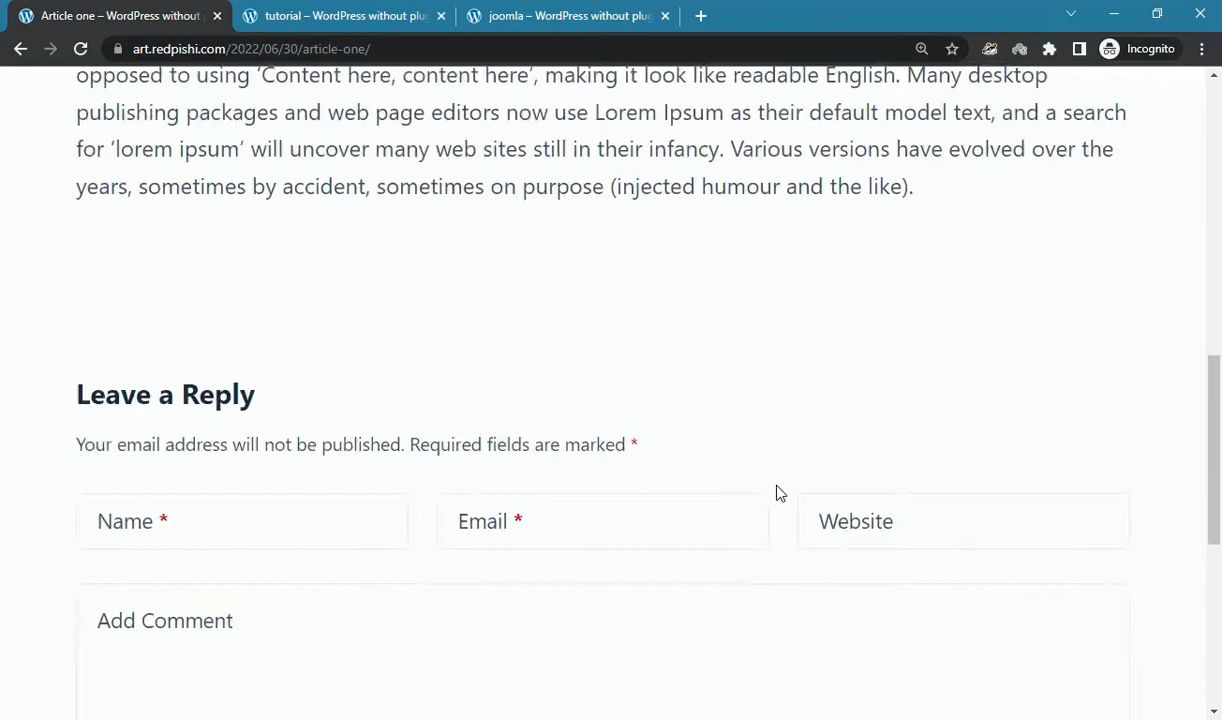 Article one – WordPress without
tutorial – WordPress without plu
joomla – WordPress without plug
art.redpishi.com/2022/06/30/article-one/
Incognito
opposed to using ‘Content here, content here’, making it look like readable English. Many desktop
publishing packages and web page editors now use Lorem Ipsum as their default model text, and a search
for ‘lorem ipsum’ will uncover many web sites still in their infancy. Various versions have evolved over the
years, sometimes by accident, sometimes on purpose (injected humour and the like).
Leave a Reply
Your email address will not be published. Required fields are marked *
Name *
Email *
Website
Add Comment